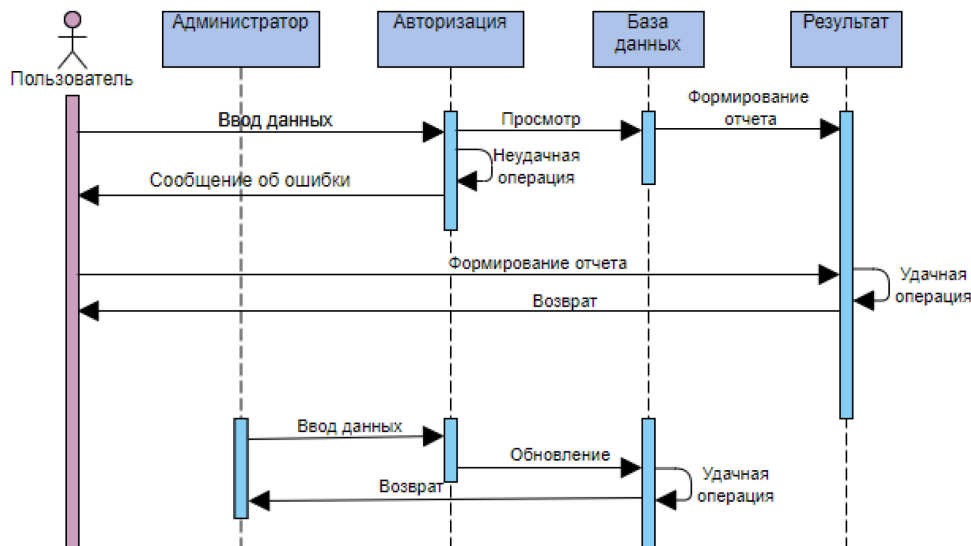 Администратор
Авторизация
База
данных
Результат
Пользователь
Ввод данных
Просмотр
Формирование
отчета
Неудачная
операция
Сообщение об ошибки
Формирование отчета
Удачная
операция
Возврат
Ввод данных
Обновление
Удачная
операция
Возврат